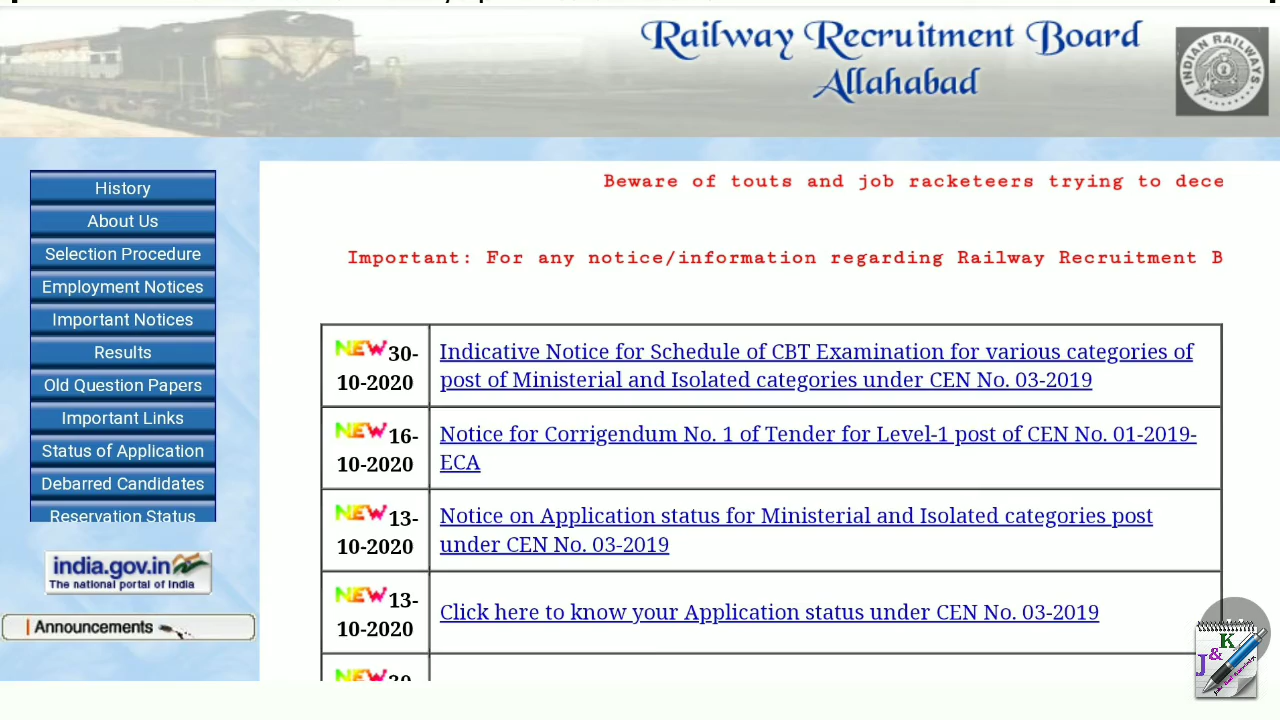 Railway Recruitment Board
Allahabad
INDIAN RAILWAYS
History
About Us
Selection Procedure
Employment Notices
Important Notices
Results
Old Question Papers
Important Links
Status of Application
Debarred Candidates
Reservation Status
india.gov.in
The national portal of India
Announcements
Beware of touts and job racketeers trying to dece
Important: For any notice/information regarding Railway Recruitment B
NEW 30-
10-2020
Indicative Notice for Schedule of CBT Examination for various categories of
post of Ministerial and Isolated categories under CEN No. 03-2019
NEW 16-
10-2020
Notice for Corrigendum No. 1 of Tender for Level-1 post of CEN No. 01-2019-
ECA
NEW 13-
10-2020
Notice on Application status for Ministerial and Isolated categories post
under CEN No. 03-2019
NEW 13-
10-2020
Click here to know your Application status under CEN No. 03-2019
NEW
J&K